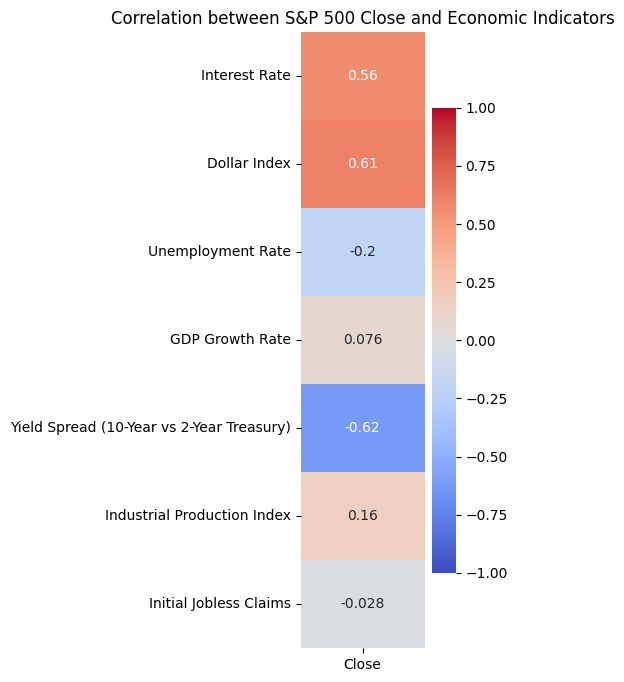 Correlation between S&P 500 Close and Economic Indicators
Interest Rate
0.56
Dollar Index
0.61
Unemployment Rate
-0.2
GDP Growth Rate
0.076
Yield Spread (10-Year vs 2-Year Treasury)
-0.62
Industrial Production Index
0.16
Initial Jobless Claims
-0.028
Close
1.00
0.75
0.50
0.25
0.00
−0.25
−0.50
−0.75
−1.00